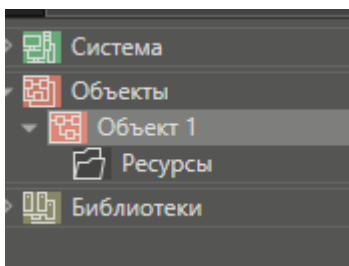 Система
Объекты
Объект 1
Ресурсы
Библиотеки